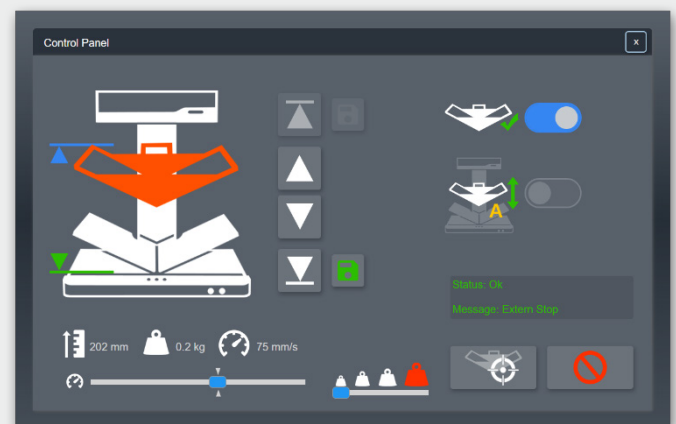 Control Panel
x
A
Status: Ok
Message: Extern Stop
202 mm
0.2 kg
75 mm/s